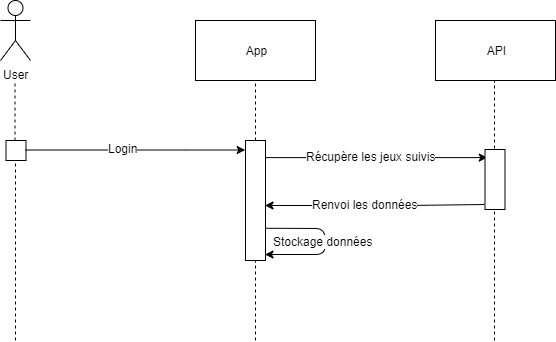 User
App
API
Login
Récupère les jeux suivis
Renvoi les données
Stockage données